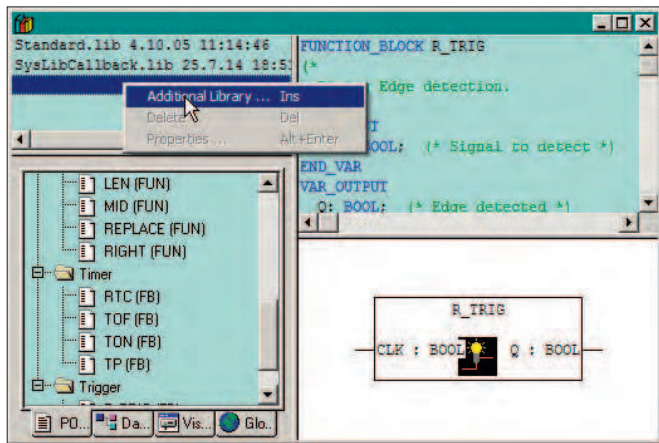 Standard.lib 4.10.05 11:14:46
SysLibCallback.lib 25.7.14 18:5
Additional Library ... Ins
Delete Del
Properties ... Alt+Enter
FUNCTION_BLOCK R_TRIG
(*
Edge detection.
BOOL; (* Signal to detect *)
END_VAR
VAR_OUTPUT
Q: BOOL; (* Edge detected *)
LEN (FUN)
MID (FUN)
REPLACE (FUN)
RIGHT (FUN)
Timer
RTC (FB)
TOF (FB)
TON (FB)
TP (FB)
Trigger
PO...
Da...
Vis...
Glo..
R_TRIG
CLK : BOOL Q : BOOL